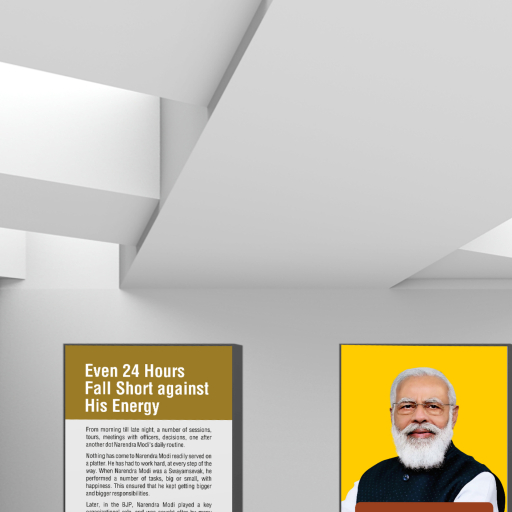 Even 24 Hours
Fall Short against
His Energy
From morning till late night, a number of sessions,
tours, meetings with officers, decisions, one after
another dot Narendra Modi's daily routine.
Nothing has come to Narendra Modi readily served on
a platter. He has had to work hard, at every step of the
way. When Narendra Modi was a Swayamsevak, he
performed a number of tasks, big or small, with
happiness. This ensured that he kept getting bigger
and bigger responsibilities.
Later, in the BJP, Narendra Modi played a key